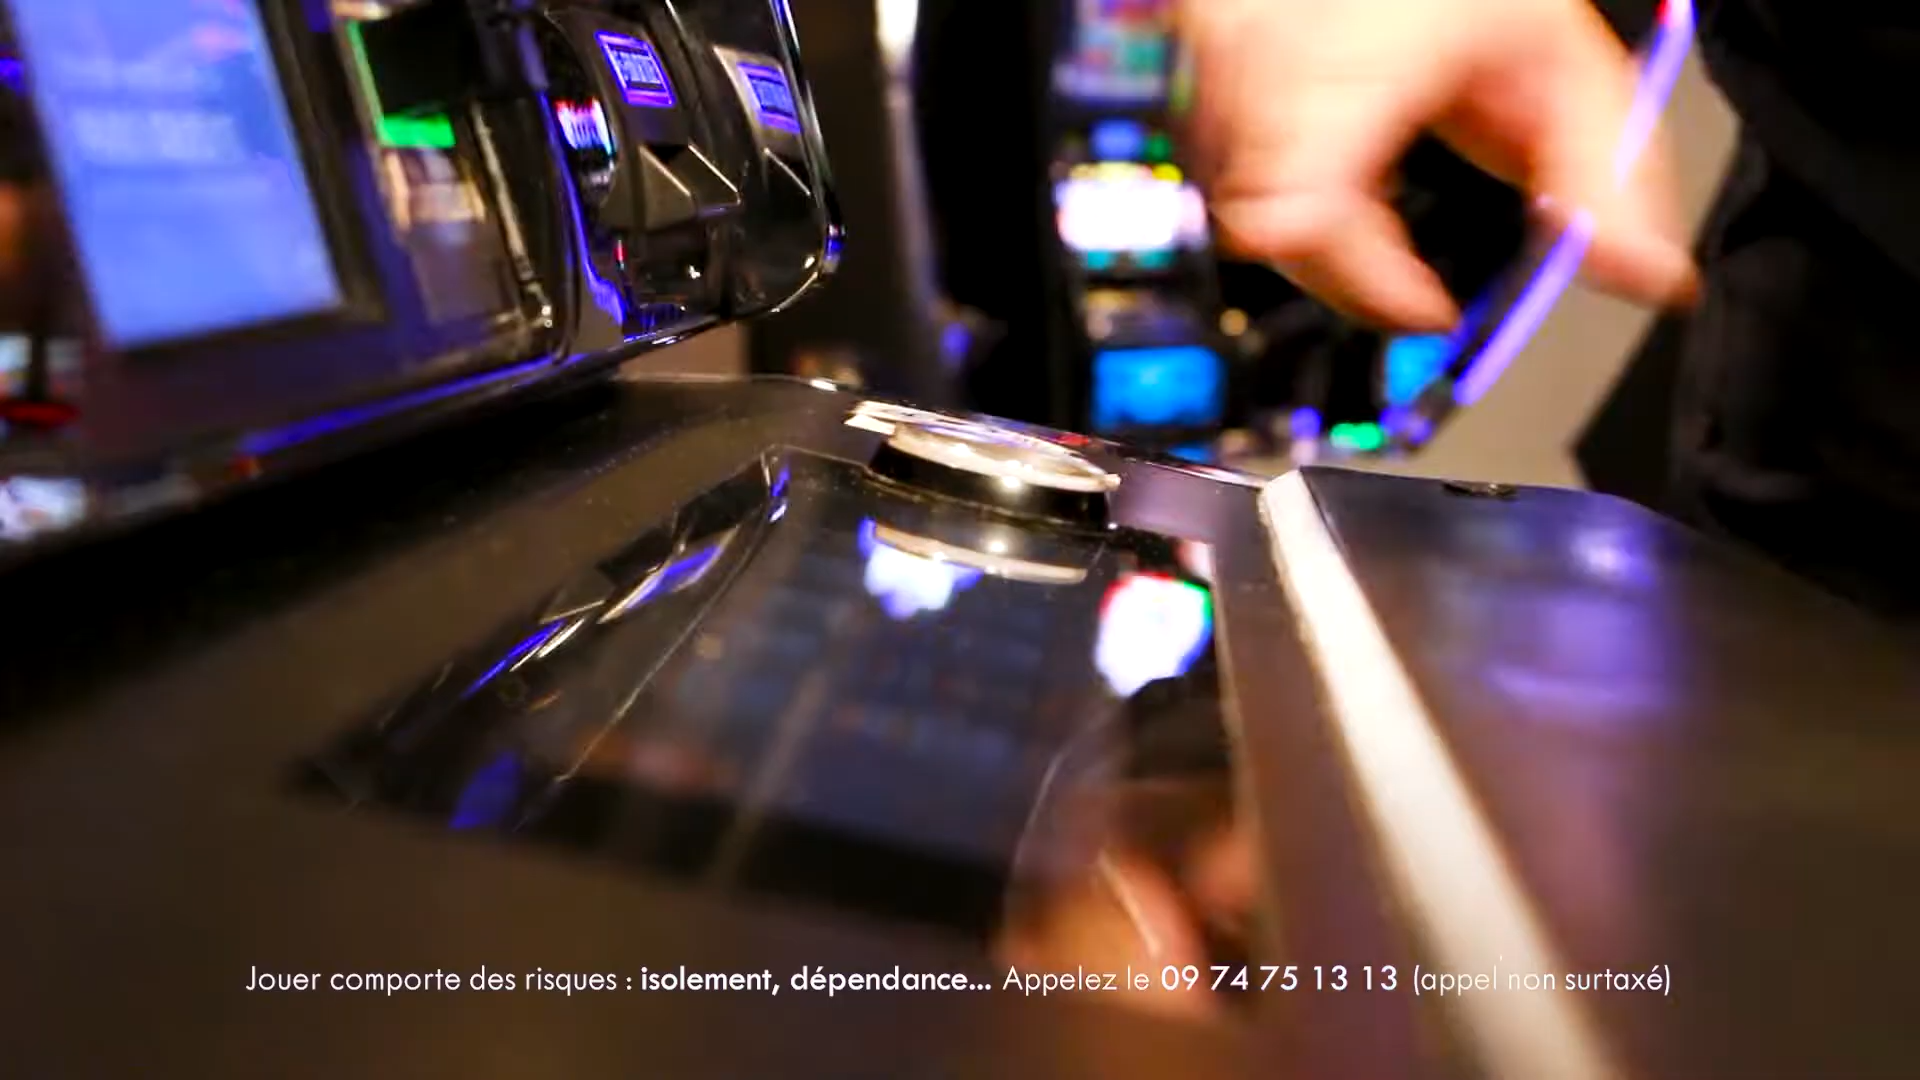 Jouer comporte des risques : isolement, dépendance... Appelez le 09 74 75 13 13 (appel non surtaxé)